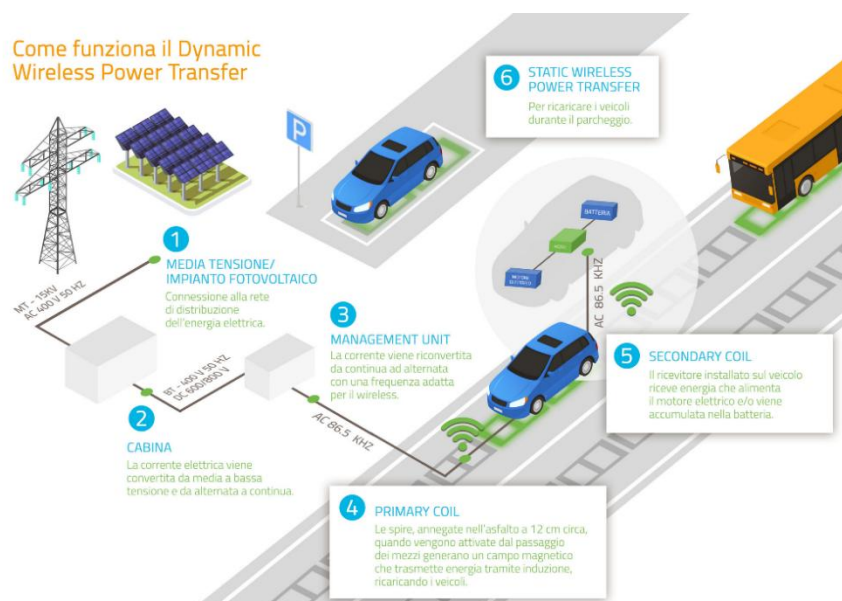 Come funziona il Dynamic
Wireless Power Transfer
6
STATIC WIRELESS
POWER TRANSFER
Per ricaricare i veicoli
durante il parcheggio.
P
BATTERIA
MOTORE
ELETTRICO
AC 86.5 KHZ
1
MEDIA TENSIONE/
IMPIANTO FOTOVOLTAICO
Connessione alla rete
di distribuzione
dell'energia elettrica.
MT - 15KV
AC 400 V 50 HZ
3
MANAGEMENT UNIT
La corrente viene riconvertita
da continua ad alternata
con una frequenza adatta
per il wireless.
BT - 400 V 50 HZ
DC 600/800 V
AC 86.5 KHZ
5
SECONDARY COIL
Il ricevitore installato sul veicolo
riceve energia che alimenta
il motore elettrico e/o viene
accumulata nella batteria.
2
CABINA
La corrente elettrica viene
convertita da media a bassa
tensione e da alternata a continua.
4
PRIMARY COIL
Le spire, annegate nell'asfalto a 12 cm circa,
quando vengono attivate dal passaggio
dei mezzi generano un campo magnetico
che trasmette energia tramite induzione,
ricaricando i veicoli.